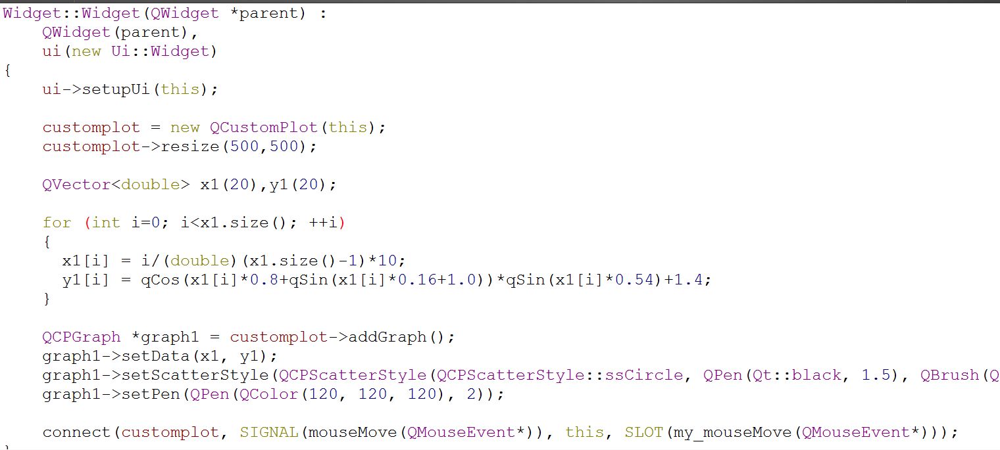 Widget::Widget(QWidget *parent) :
    QWidget(parent),
    ui(new Ui::Widget)
{
    ui->setupUi(this);

    customplot = new QCustomPlot(this);
    customplot->resize(500,500);

    QVector<double> x1(20),y1(20);

    for (int i=0; i<x1.size(); ++i)
    {
      x1[i] = i/(double)(x1.size()-1)*10;
      y1[i] = qCos(x1[i]*0.8+qSin(x1[i]*0.16+1.0))*qSin(x1[i]*0.54)+1.4;
    }

    QCPGraph *graph1 = customplot->addGraph();
    graph1->setData(x1, y1);
    graph1->setScatterStyle(QCPScatterStyle(QCPScatterStyle::ssCircle, QPen(Qt::black, 1.5), QBrush(Q
    graph1->setPen(QPen(QColor(120, 120, 120), 2));

    connect(customplot, SIGNAL(mouseMove(QMouseEvent*)), this, SLOT(my_mouseMove(QMouseEvent*)));
}